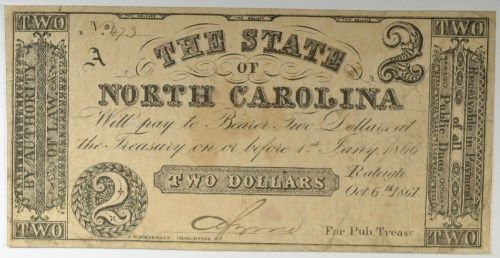 No. 473
A
THE STATE
OF
NORTH CAROLINA
2
Will pay to Bearer Two Dollars at
the Treasury on or before 1st Jany. 1866
Raleigh
Oct. 6th 1861.
TWO DOLLARS
2
For Pub. Treasr.
TWO
BY AUTHORITY
OF LAW
TWO
TWO
Receivable in Payment
of all
Public Dues
TWO
CHARLESTON, S.C.